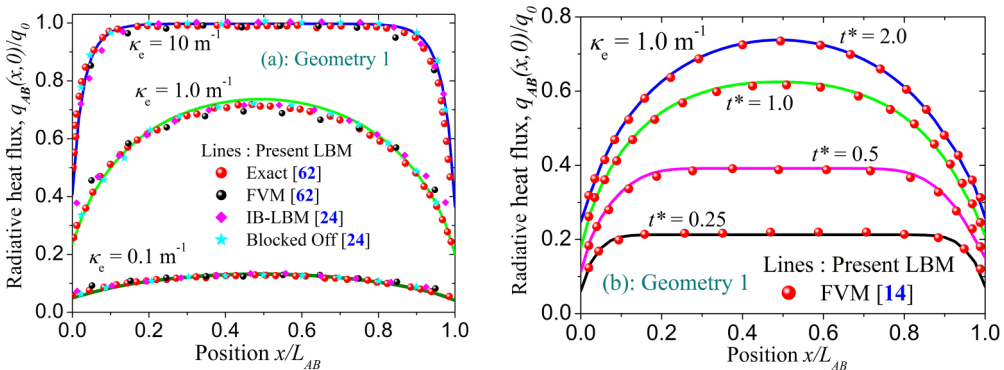 Radiative heat flux, q_AB(x,0)/q_0
1.0
0.8
0.6
0.4
0.2
0.0
κ_e = 10 m⁻¹
(a): Geometry 1
κ_e = 1.0 m⁻¹
Lines : Present LBM
Exact [62]
FVM [62]
IB-LBM [24]
Blocked Off [24]
κ_e = 0.1 m⁻¹
0.0 0.2 0.4 0.6 0.8 1.0
Position x/L_AB
Radiative heat flux, q_AB(x,0)/q_0
0.8
0.6
0.4
0.2
0.0
κ_e = 1.0 m⁻¹
t* = 2.0
t* = 1.0
t* = 0.5
t* = 0.25
Lines : Present LBM
(b): Geometry 1
FVM [14]
0.0 0.2 0.4 0.6 0.8 1.0
Position x/L_AB